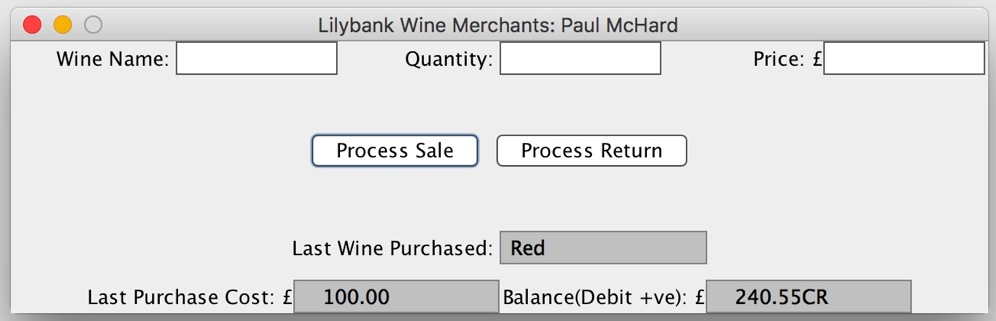 Lilybank Wine Merchants: Paul McHard
Wine Name: Quantity: Price: £
Process Sale Process Return
Last Wine Purchased: Red
Last Purchase Cost: £ 100.00 Balance(Debit +ve): £ 240.55CR